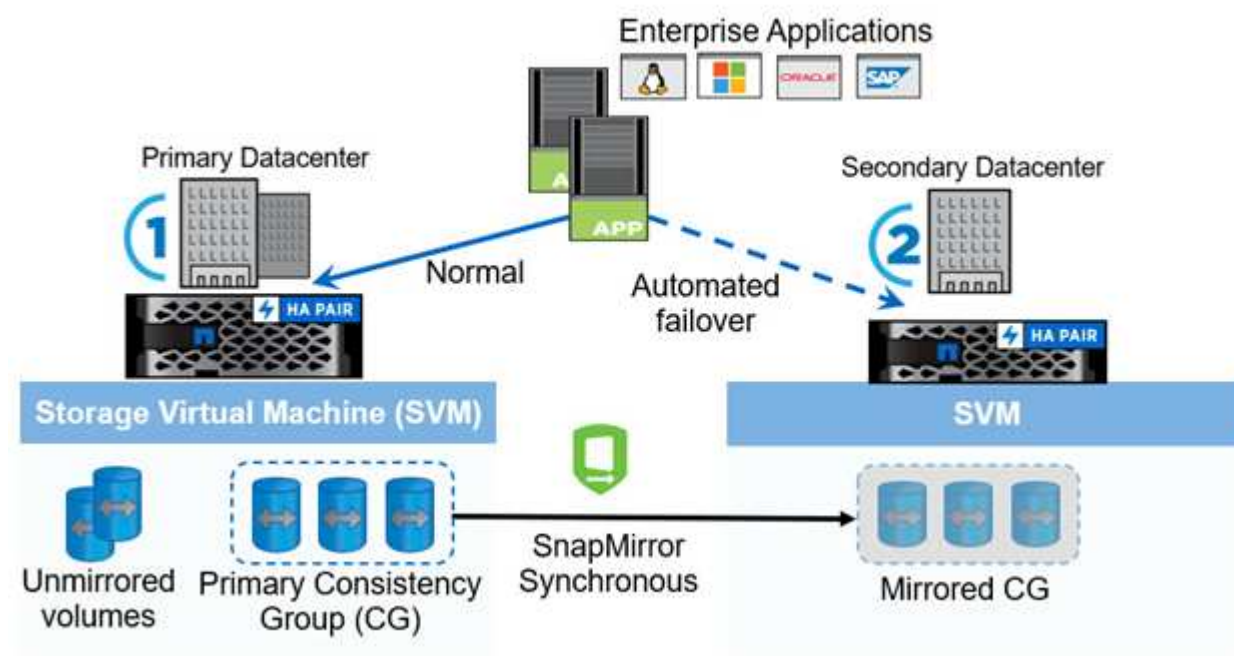 Enterprise Applications
ORACLE
SAP
Primary Datacenter
Secondary Datacenter
1
A
APP
2
Normal
Automated
failover
HA PAIR
HA PAIR
Storage Virtual Machine (SVM)
SVM
SnapMirror
Synchronous
Unmirrored
volumes
Primary Consistency
Group (CG)
Mirrored CG